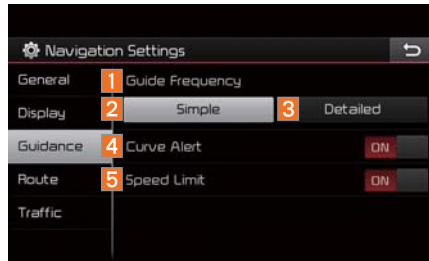 Navigation Settings
General
1 Guide Frequency
Display
2 Simple
3 Detailed
Guidance
4 Curve Alert ON
Route
5 Speed Limit ON
Traffic